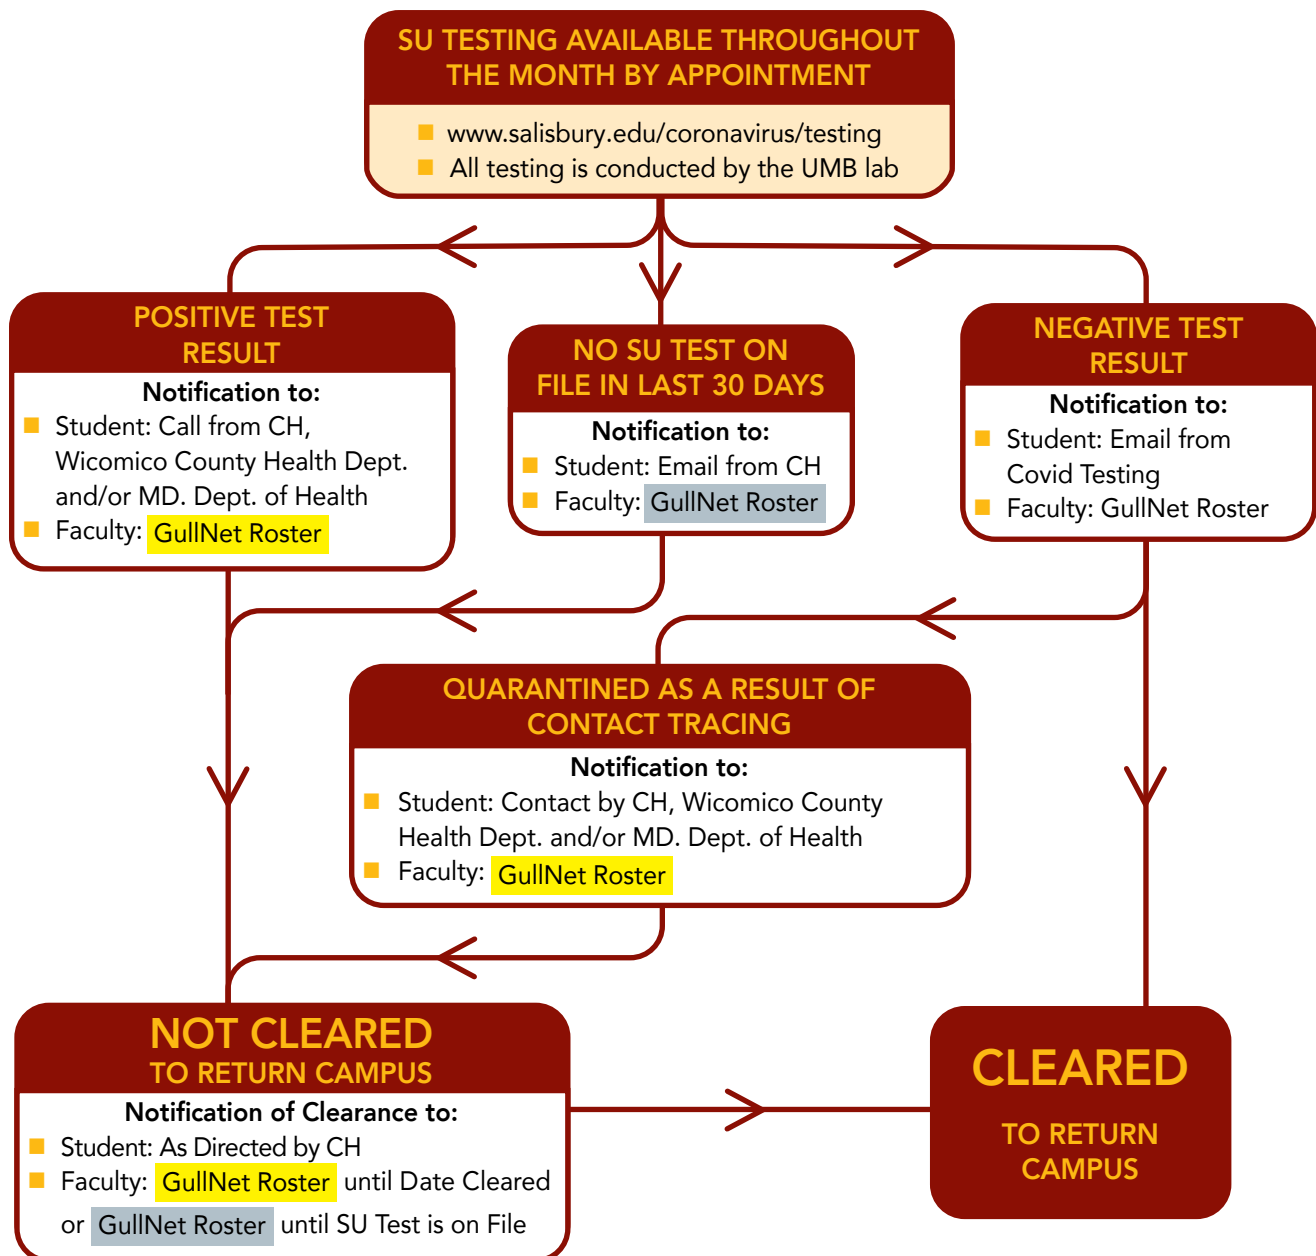 SU TESTING AVAILABLE THROUGHOUT
THE MONTH BY APPOINTMENT
www.salisbury.edu/coronavirus/testing
All testing is conducted by the UMB lab
POSITIVE TEST
RESULT
Notification to:
Student: Call from CH,
Wicomico County Health Dept.
and/or MD. Dept. of Health
Faculty: GullNet Roster
NO SU TEST ON
FILE IN LAST 30 DAYS
Notification to:
Student: Email from CH
Faculty: GullNet Roster
NEGATIVE TEST
RESULT
Notification to:
Student: Email from
Covid Testing
Faculty: GullNet Roster
QUARANTINED AS A RESULT OF
CONTACT TRACING
Notification to:
Student: Contact by CH, Wicomico County
Health Dept. and/or MD. Dept. of Health
Faculty: GullNet Roster
NOT CLEARED
TO RETURN CAMPUS
Notification of Clearance to:
Student: As Directed by CH
Faculty: GullNet Roster until Date Cleared
or GullNet Roster until SU Test is on File
CLEARED
TO RETURN
CAMPUS